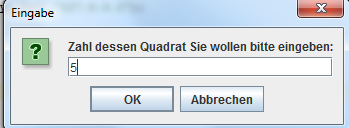 Eingabe
Zahl dessen Quadrat Sie wollen bitte eingeben:
5
OK
Abbrechen